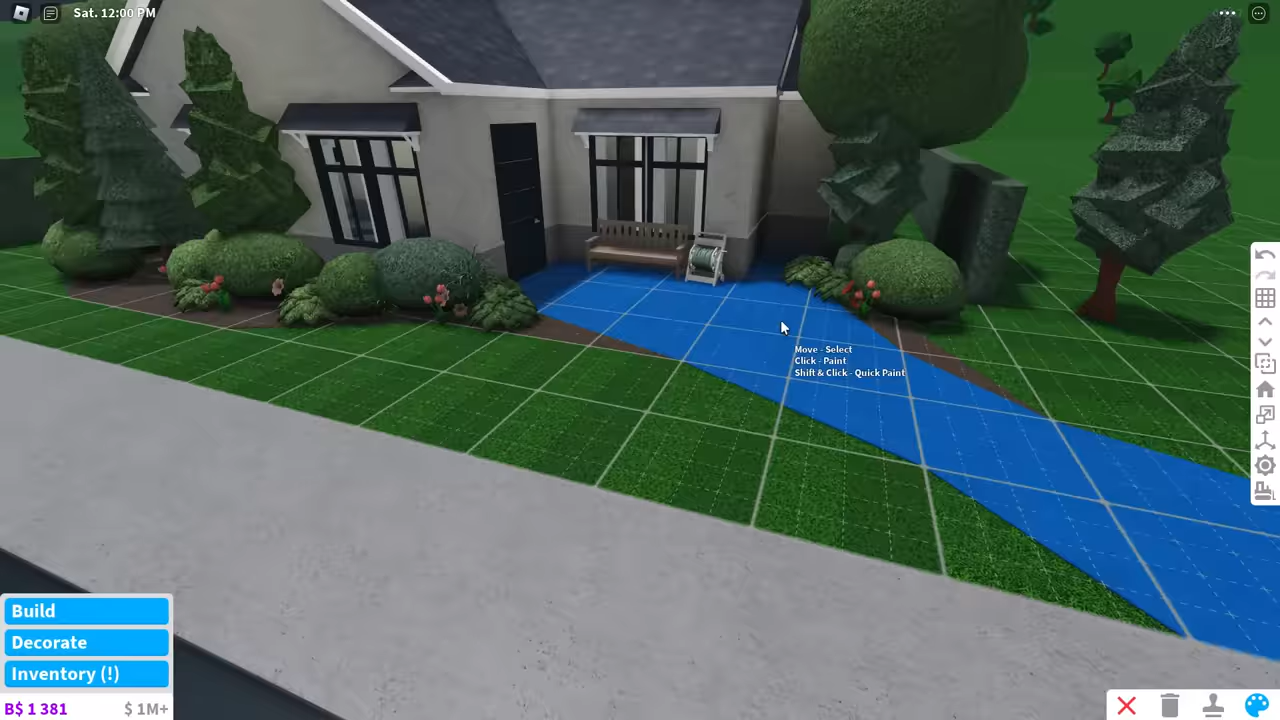 Sat. 12:00 PM
Move - Select
Click - Paint
Shift & Click - Quick Paint
Build
Decorate
Inventory (!)
B$ 1 381
$ 1M+